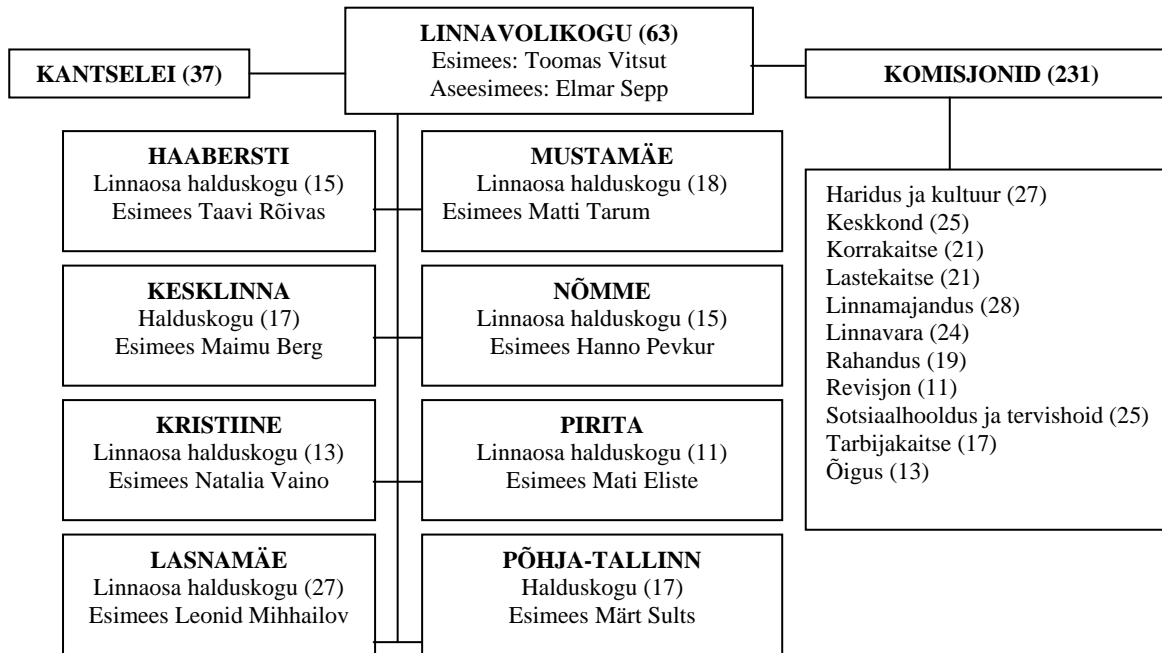 LINNAVOLIKOGU (63)
Esimees: Toomas Vitsut
Aseesimees: Elmar Sepp
KANTSELEI (37)
KOMISJONID (231)
HAABERSTI
Linnaosa halduskogu (15)
Esimees Taavi Rõivas
MUSTAMÄE
Linnaosa halduskogu (18)
Esimees Matti Tarum
KESKLINNA
Halduskogu (17)
Esimees Maimu Berg
NÕMME
Linnaosa halduskogu (15)
Esimees Hanno Pevkur
KRISTIINE
Linnaosa halduskogu (13)
Esimees Natalia Vaino
PIRITA
Linnaosa halduskogu (11)
Esimees Mati Eliste
LASNAMÄE
Linnaosa halduskogu (27)
Esimees Leonid Mihhailov
PÕHJA-TALLINN
Halduskogu (17)
Esimees Märt Sults
Haridus ja kultuur (27)
Keskkond (25)
Korrakaitse (21)
Lastekaitse (21)
Linnamajandus (28)
Linnavara (24)
Rahandus (19)
Revisjon (11)
Sotsiaalhooldus ja tervishoid (25)
Tarbijakaitse (17)
Õigus (13)